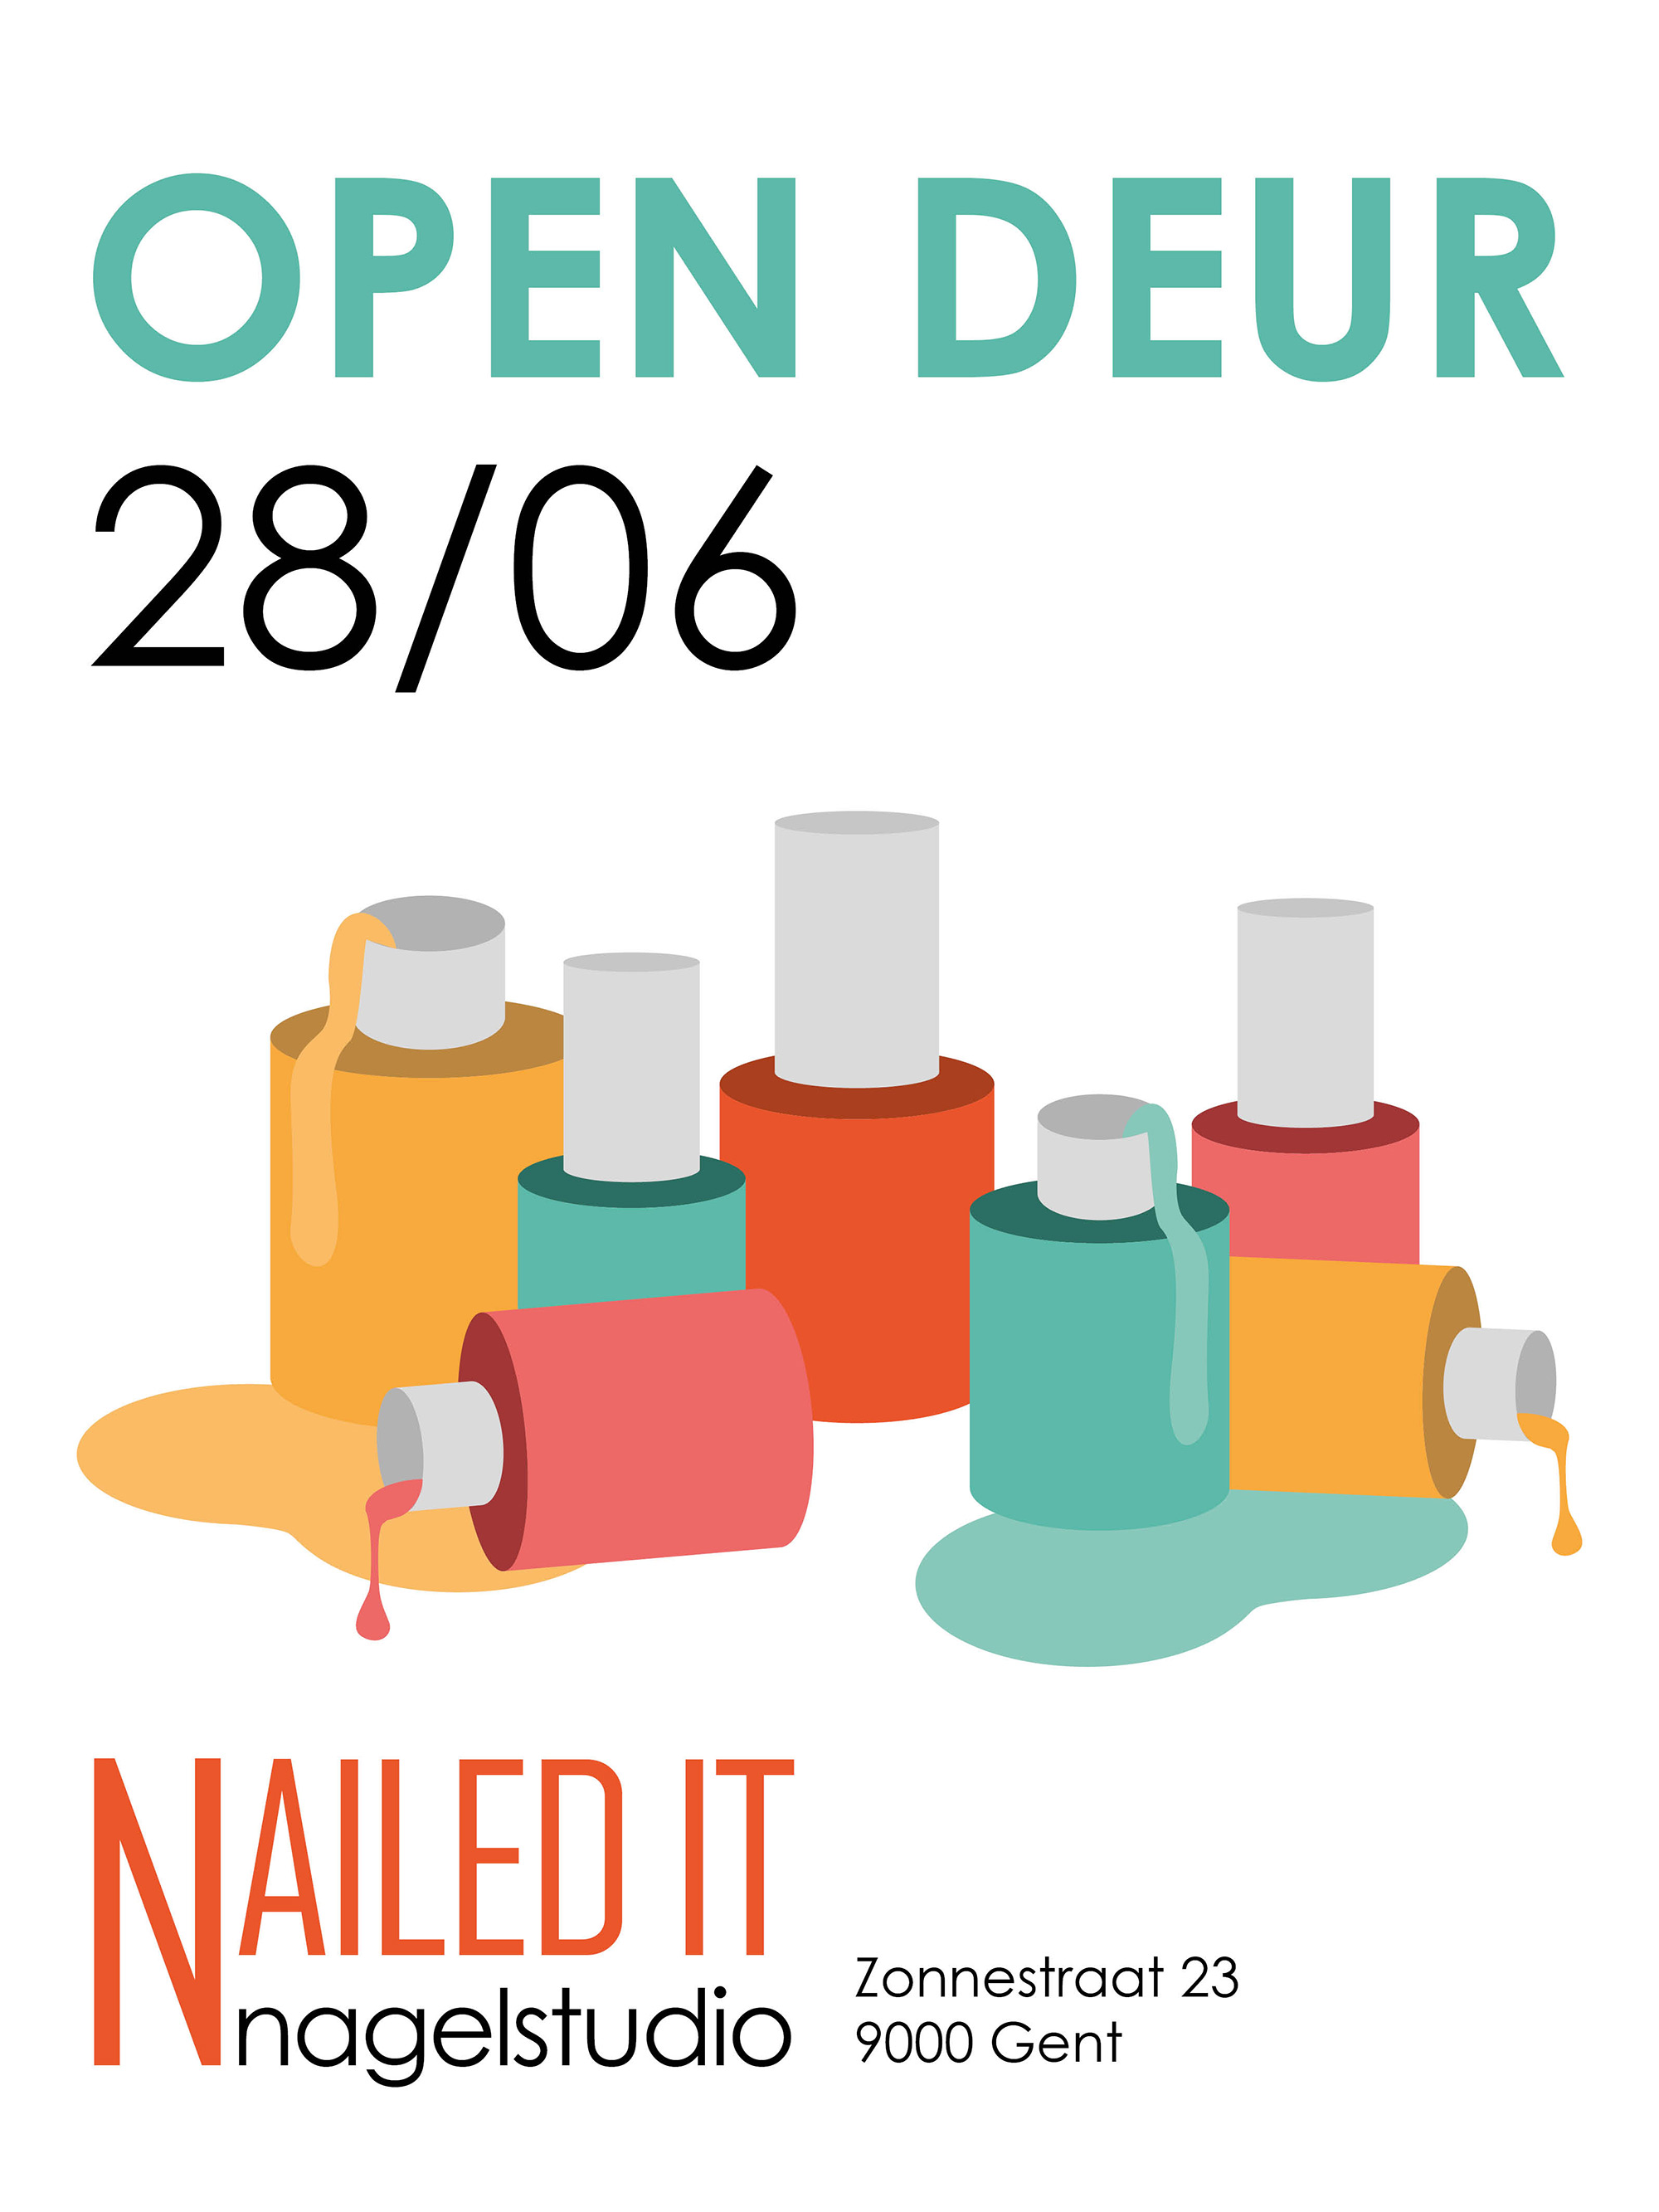 OPEN DEUR
28/06
NAILED IT
nagelstudio
Zonnestraat 23
9000 Gent